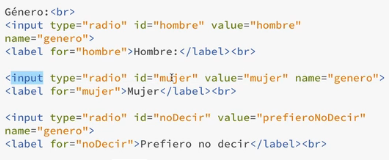 Género:<br>
<input type="radio" id="hombre" value="hombre"
name="genero">
<label for="hombre">Hombre:</label><br>
<input type="radio" id="mujer" value="mujer" name="genero">
<label for="mujer">Mujer</label><br>
<input type="radio" id="noDecir" value="prefieroNoDecir"
name="genero">
<label for="noDecir">Prefiero no decir</label><br>